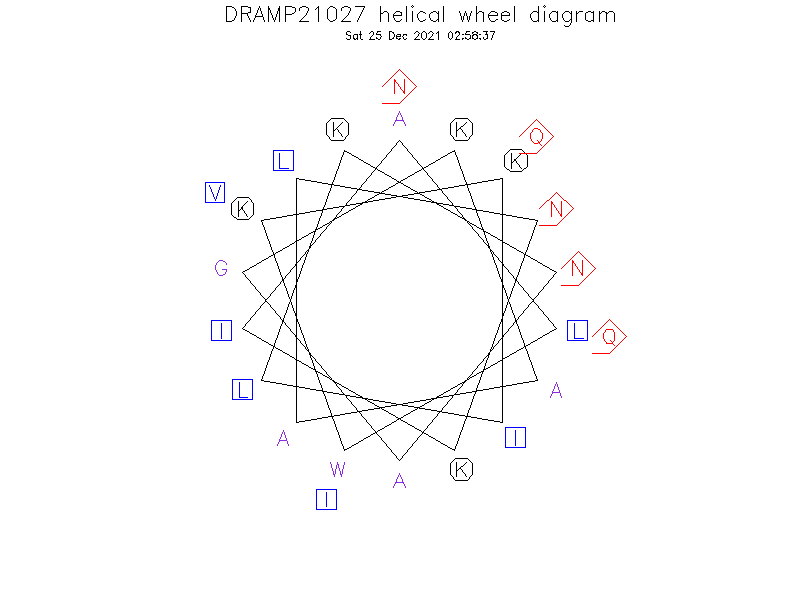 DRAMP21027 helical wheel diagram
Sat 25 Dec 2021 02:58:37
N
A
K K Q
L K
V K N
G N
I L Q
L A
A I
W A K
I